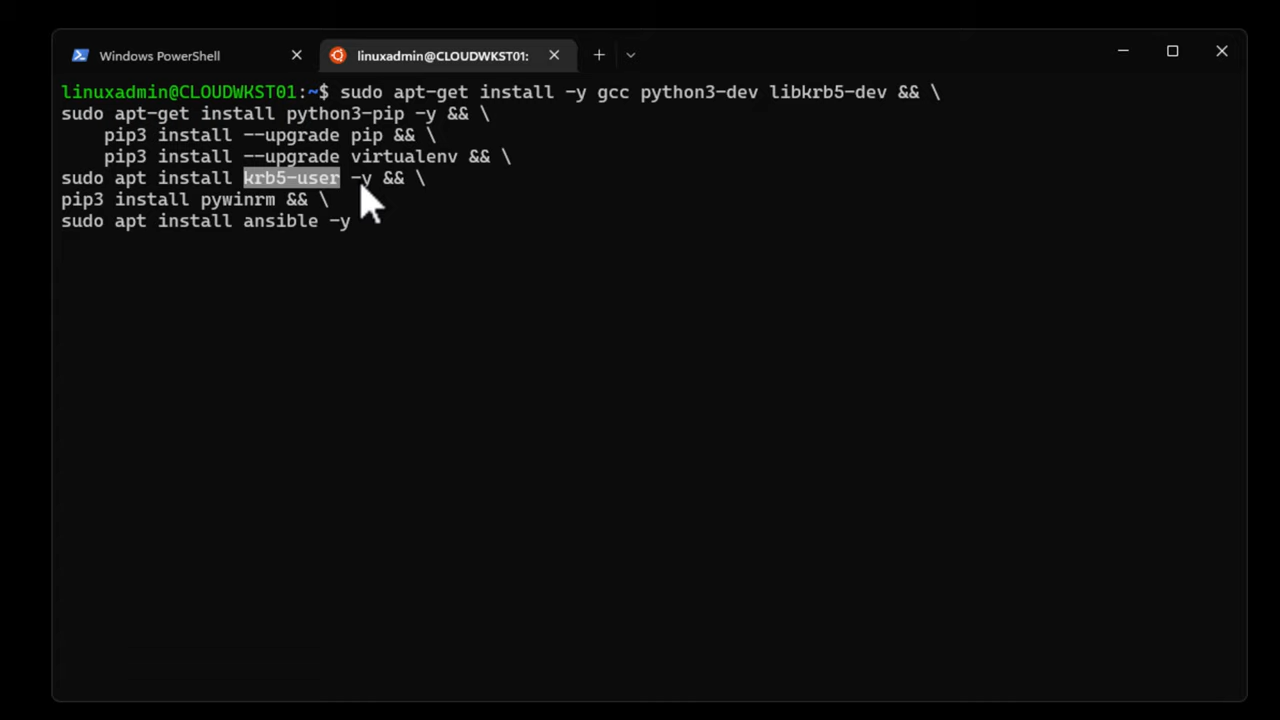 Windows PowerShell
linuxadmin@CLOUDWKST01:
linuxadmin@CLOUDWKST01:~$ sudo apt-get install -y gcc python3-dev libkrb5-dev && \
sudo apt-get install python3-pip -y && \
    pip3 install --upgrade pip && \
    pip3 install --upgrade virtualenv && \
sudo apt install krb5-user -y && \
pip3 install pywinrm && \
sudo apt install ansible -y